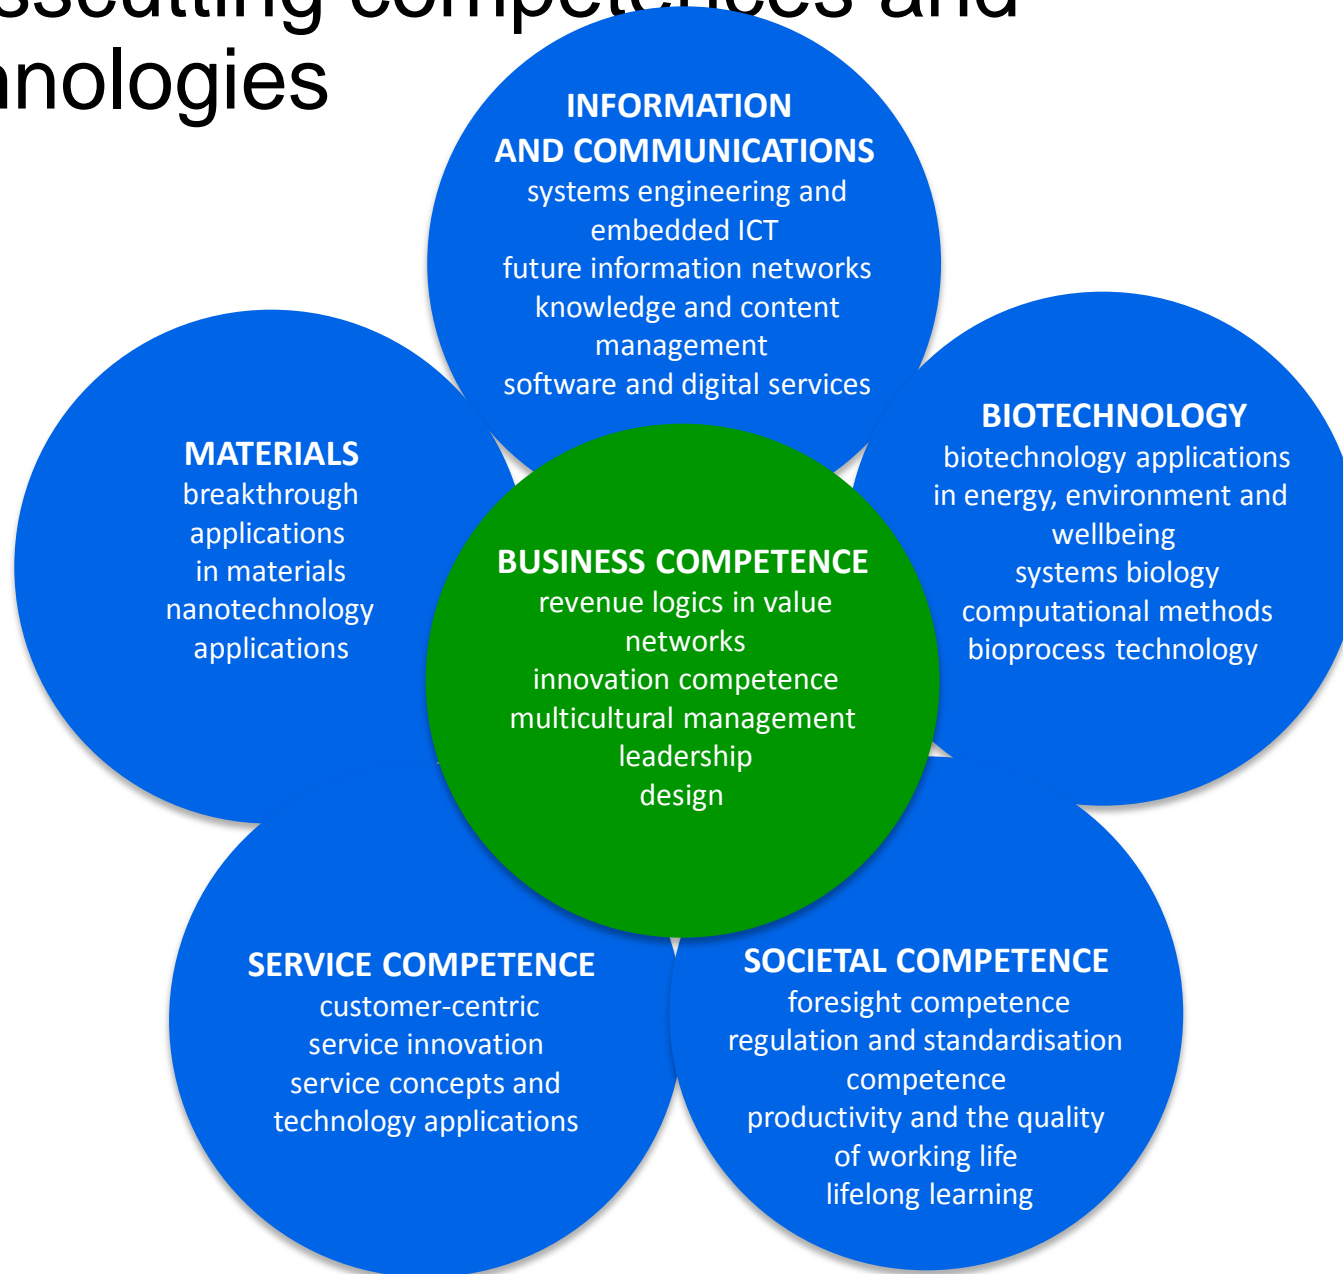 competences and
INFORMATION
AND COMMUNICATIONS
systems engineering and
embedded ICT
future information networks
knowledge and content
management
software and digital services
MATERIALS
breakthrough
applications
in materials
nanotechnology
applications
BIOTECHNOLOGY
biotechnology applications
in energy, environment and
wellbeing
systems biology
computational methods
bioprocess technology
BUSINESS COMPETENCE
revenue logics in value
networks
innovation competence
multicultural management
leadership
design
SERVICE COMPETENCE
customer-centric
service innovation
service concepts and
technology applications
SOCIETAL COMPETENCE
foresight competence
regulation and standardisation
competence
productivity and the quality
of working life
lifelong learning